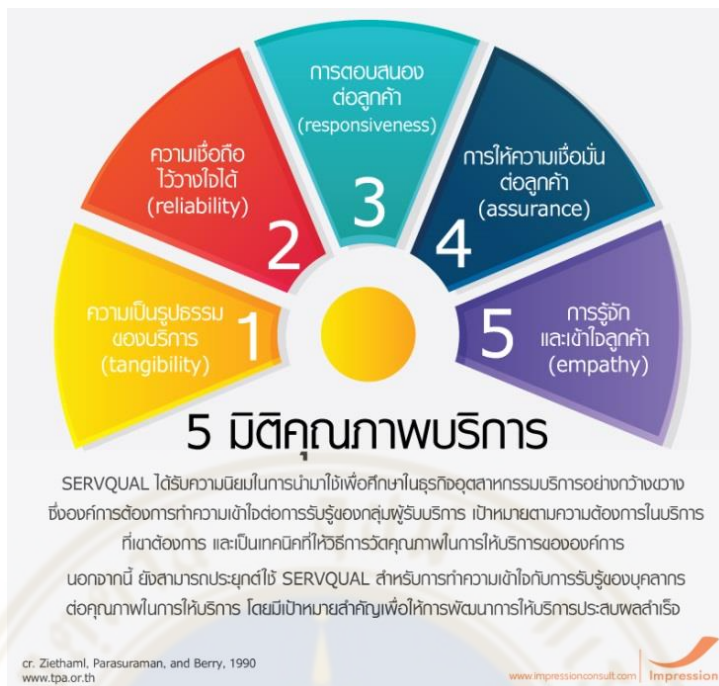 ความเป็นรูปธรรม
ของบริการ
(tangibility)
1
ความเชื่อถือ
ไว้วางใจได้
(reliability)
2
การตอบสนอง
ต่อลูกค้า
(responsiveness)
3
การให้ความเชื่อมั่น
ต่อลูกค้า
(assurance)
4
การรู้จัก
และเข้าใจลูกค้า
(empathy)
5
5 มิติคุณภาพบริการ
SERVQUAL ได้รับความนิยมในการนำมาใช้เพื่อศึกษาในธุรกิจอุตสาหกรรมบริการอย่างกว้างขวาง
ซึ่งองค์การต้องการทำความเข้าใจต่อการรับรู้ของกลุ่มผู้รับบริการ เป้าหมายตามความต้องการในบริการ
ที่เขาต้องการ และเป็นเทคนิคที่ให้วิธีการวัดคุณภาพในการให้บริการขององค์การ
นอกจากนี้ ยังสามารถประยุกต์ใช้ SERVQUAL สำหรับการทำความเข้าใจกับการรับรู้ของบุคลากร
ต่อคุณภาพในการให้บริการ โดยมีเป้าหมายสำคัญเพื่อให้การพัฒนาการให้บริการประสบผลสำเร็จ
cr. Ziethaml, Parasuraman, and Berry, 1990
www.tpa.or.th
www.impressionconsult.com
Impression